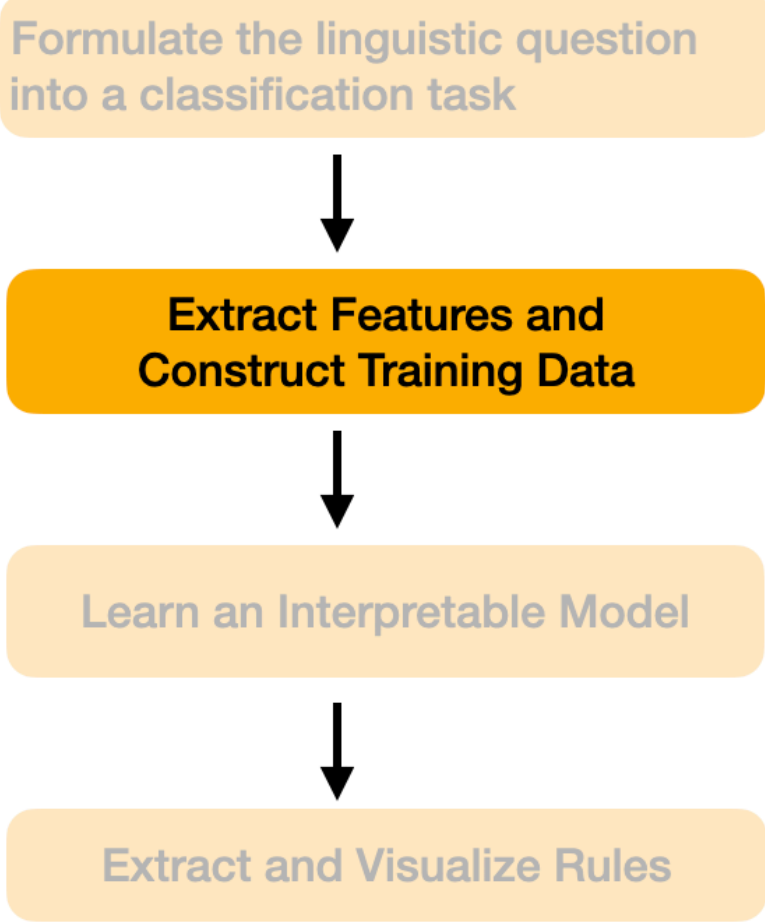 Formulate the linguistic question
into a classification task
Extract Features and
Construct Training Data
Learn an Interpretable Model
Extract and Visualize Rules